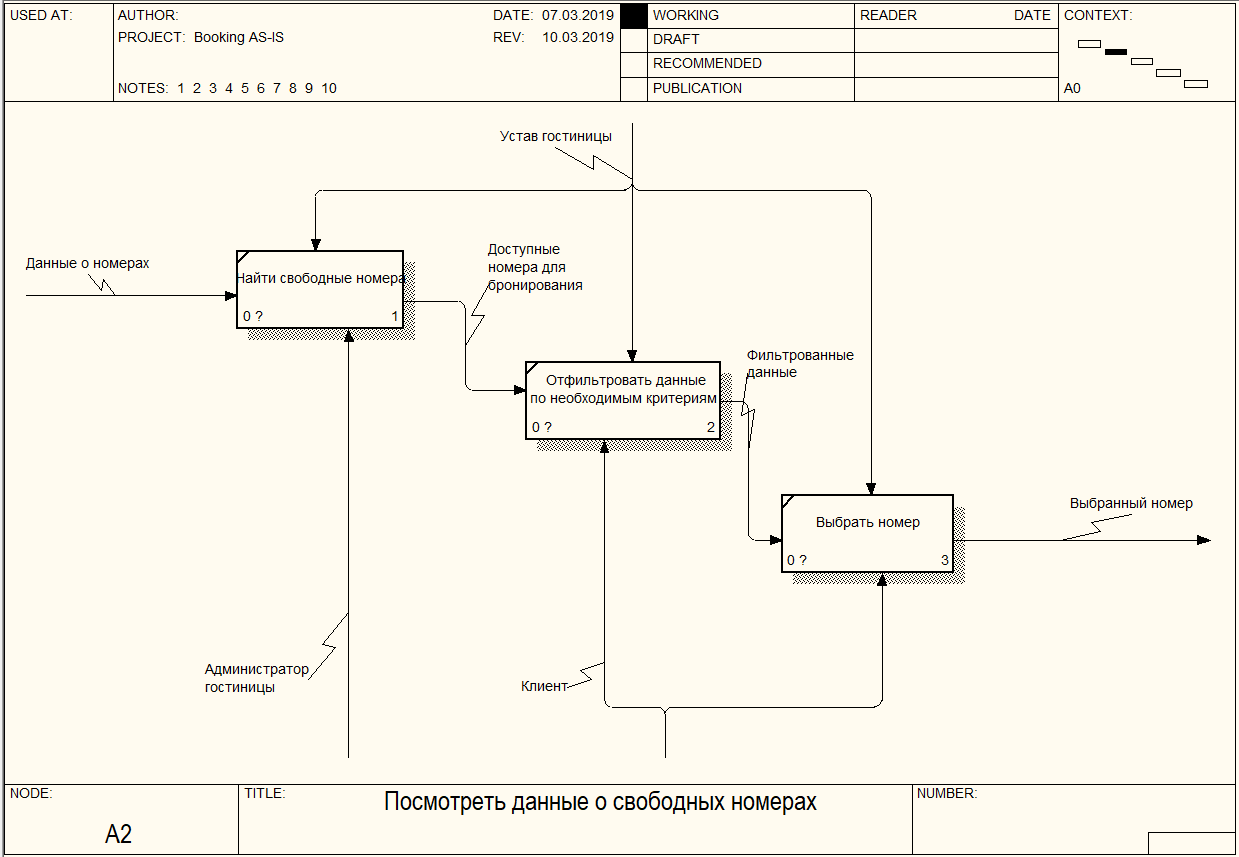 USED AT:
AUTHOR:
DATE: 07.03.2019
PROJECT: Booking AS-IS
REV: 10.03.2019
NOTES: 1 2 3 4 5 6 7 8 9 10
WORKING
DRAFT
RECOMMENDED
PUBLICATION
READER DATE
CONTEXT:
A0
Устав гостиницы
Данные о номерах
Найти свободные номера
0 ? 1
Доступные
номера для
бронирования
Отфильтровать данные
по необходимым критериям
0 ? 2
Фильтрованные
данные
Выбрать номер
0 ? 3
Выбранный номер
Администратор
гостиницы
Клиент
NODE:
A2
TITLE:
Посмотреть данные о свободных номерах
NUMBER: